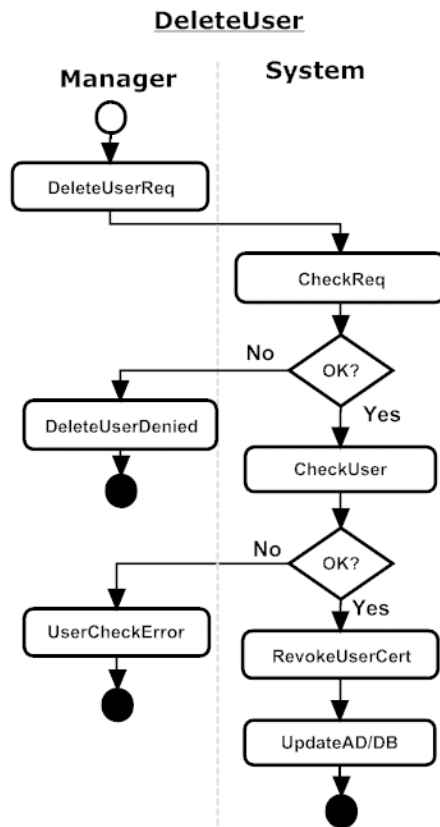 DeleteUser
Manager
System
DeleteUserReq
CheckReq
No
OK?
Yes
DeleteUserDenied
CheckUser
No
OK?
Yes
UserCheckError
RevokeUserCert
UpdateAD/DB